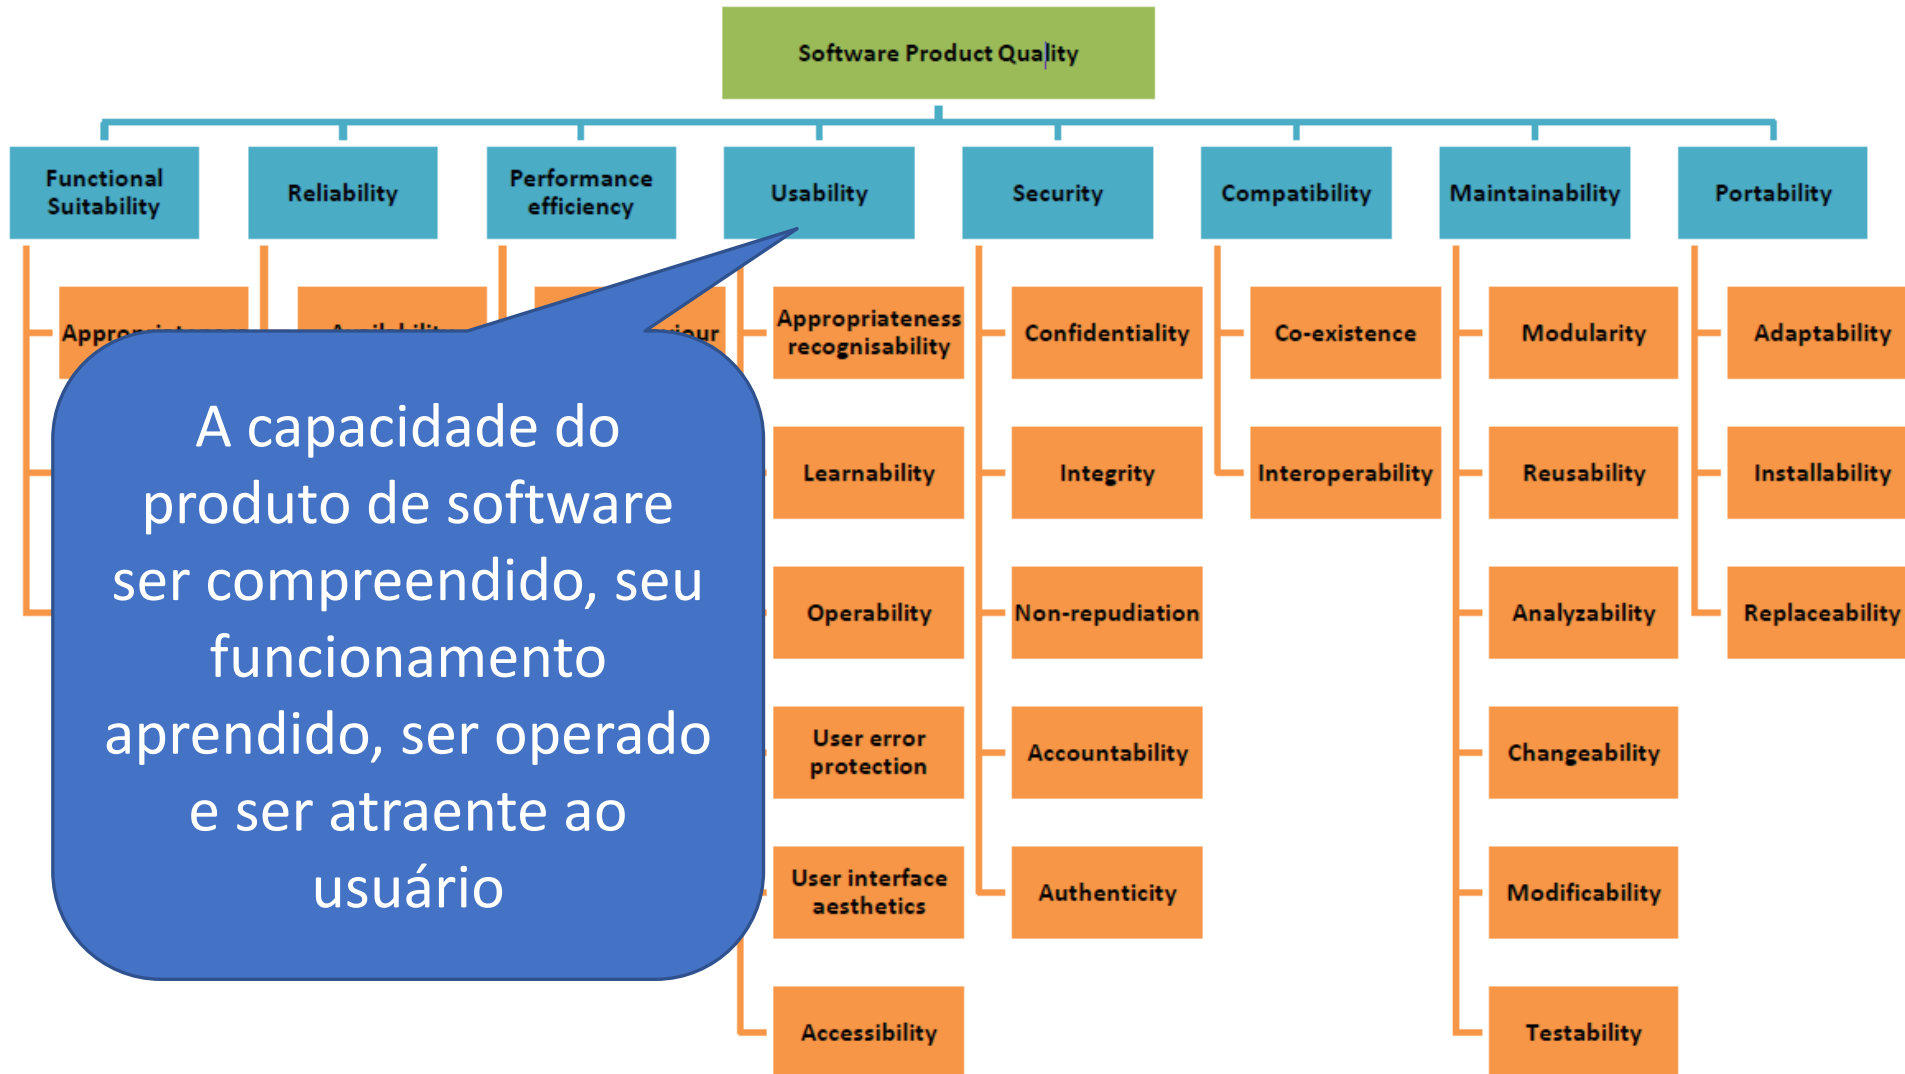 Software Product Quality
Functional
Suitability
Reliability
Performance
efficiency
Usability
Security
Compatibility
Maintainability
Portability
Appropriateness
recognisability
Learnability
Operability
User error
protection
User interface
aesthetics
Accessibility
Confidentiality
Integrity
Non-repudiation
Accountability
Authenticity
Co-existence
Interoperability
Modularity
Reusability
Analyzability
Changeability
Modificability
Testability
Adaptability
Installability
Replaceability
A capacidade do
produto de software
ser compreendido, seu
funcionamento
aprendido, ser operado
e ser atraente ao
usuário